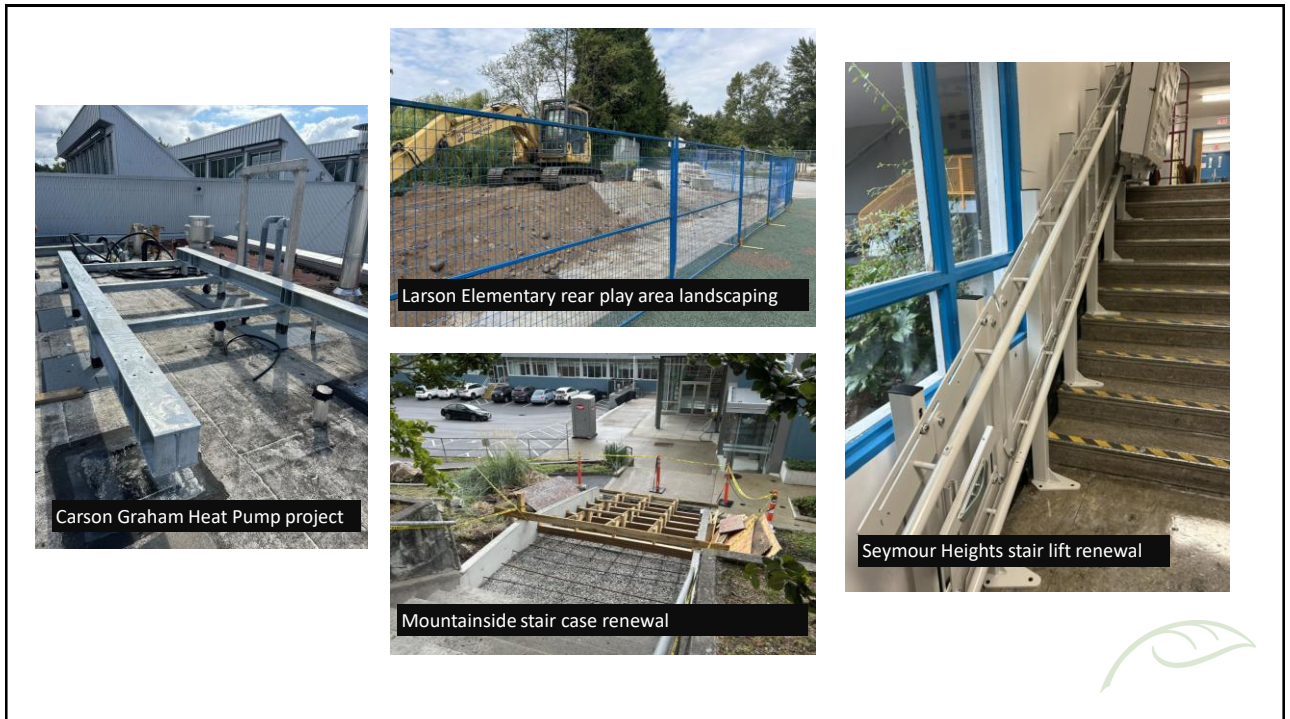 Carson Graham Heat Pump project
Larson Elementary rear play area landscaping
Mountainside stair case renewal
Seymour Heights stair lift renewal